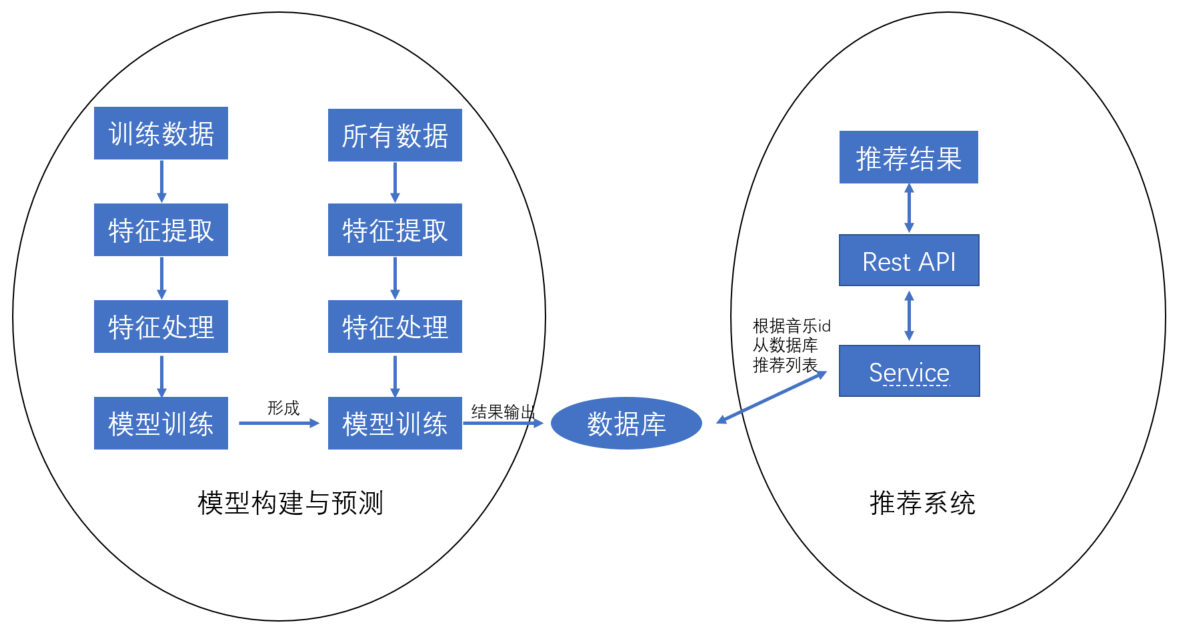 训练数据
特征提取
特征处理
模型训练
形成
所有数据
特征提取
特征处理
模型训练
结果输出
模型构建与预测
数据库
根据音乐id
从数据库
推荐列表
推荐结果
Rest API
Service
推荐系统